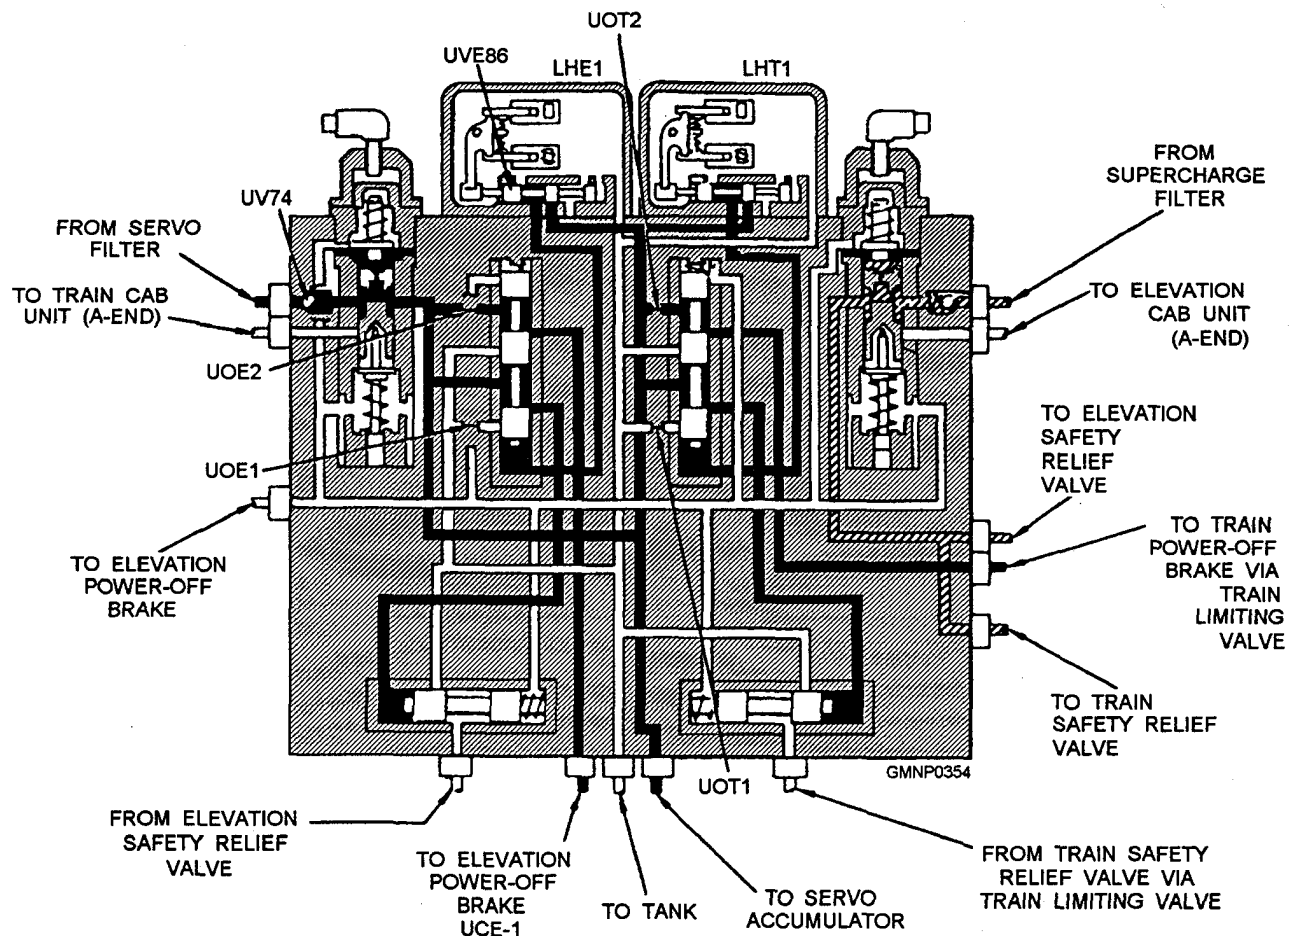 UOT2
UVE86
LHE1
LHT1
FROM
SUPERCHARGE
FILTER
UV74
FROM SERVO
FILTER
TO TRAIN CAB
UNIT (A-END)
TO ELEVATION
CAB UNIT
(A-END)
UOE2
TO ELEVATION
SAFETY
RELIEF
VALVE
UOE1
TO ELEVATION
POWER-OFF
BRAKE
TO TRAIN
POWER-OFF
BRAKE VIA
TRAIN
LIMITING
VALVE
TO TRAIN
SAFETY RELIEF
VALVE
GMNP0354
UOT1
FROM ELEVATION
SAFETY RELIEF
VALVE
TO ELEVATION
POWER-OFF
BRAKE
UCE-1
TO TANK
TO SERVO
ACCUMULATOR
FROM TRAIN SAFETY
RELIEF VALVE VIA
TRAIN LIMITING VALVE